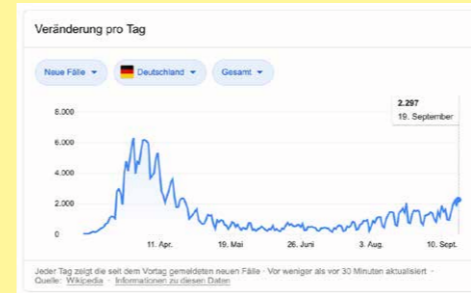 Veränderung pro Tag
Neue Fälle Deutschland Gesamt
2.297
19. September
8.000
6.000
4.000
2.000
0
11. Apr. 19. Mai 26. Juni 3. Aug. 10. Sept.
Jeder Tag zeigt die seit dem Vortag gemeldeten neuen Fälle · Vor weniger als vor 30 Minuten aktualisiert ·
Quelle: Wikipedia · Informationen zu diesen Daten